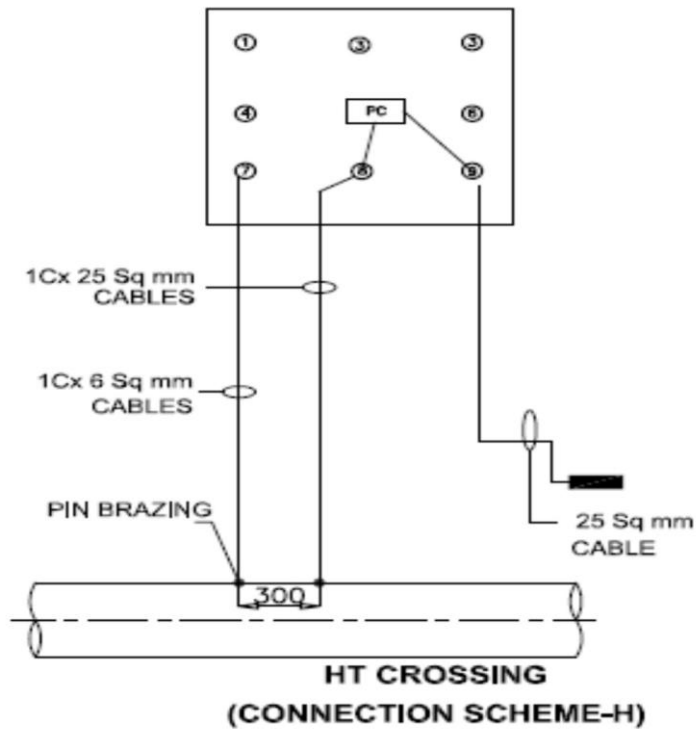 ① ③ ③
④ PC ⑥
⑦ ⑧ ⑨
1Cx 25 Sq mm
CABLES
1Cx 6 Sq mm
CABLES
PIN BRAZING
25 Sq mm
CABLE
300
HT CROSSING
(CONNECTION SCHEME-H)